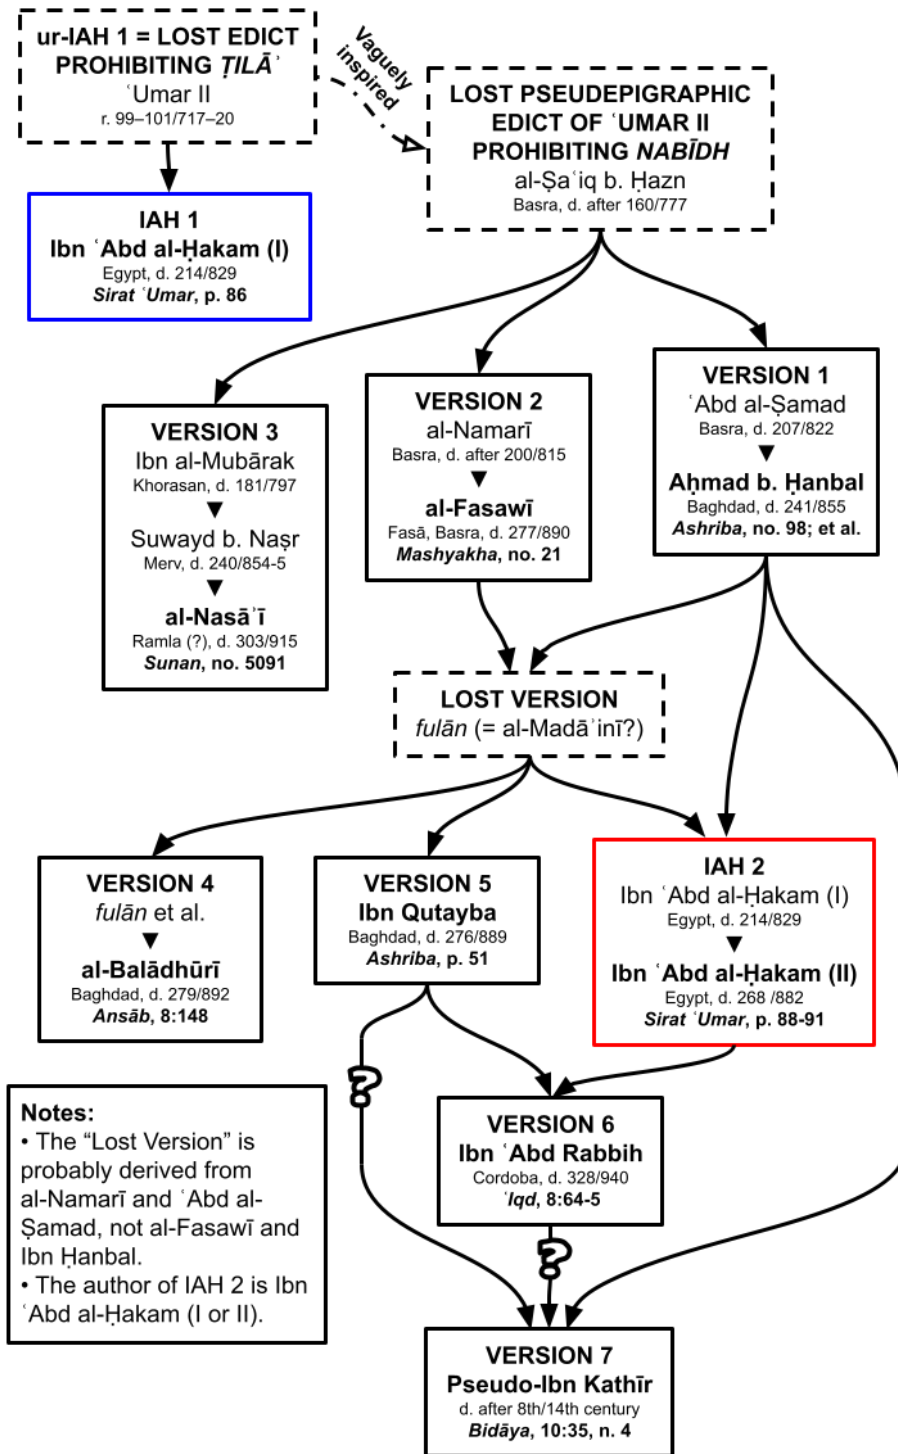 ur-IAH 1 = LOST EDICT
PROHIBITING ṬILĀʾ
ʿUmar II
r. 99–101/717–20
Vaguely
inspired
LOST PSEUDEPIGRAPHIC
EDICT OF ʿUMAR II
PROHIBITING NABĪDH
al-Ṣaʿiq b. Ḥazn
Basra, d. after 160/777
IAH 1
Ibn ʿAbd al-Ḥakam (I)
Egypt, d. 214/829
Sirat ʿUmar, p. 86
VERSION 3
Ibn al-Mubārak
Khorasan, d. 181/797
Suwayd b. Naṣr
Merv, d. 240/854-5
al-Nasāʾī
Ramla (?), d. 303/915
Sunan, no. 5091
VERSION 2
al-Namarī
Basra, d. after 200/815
al-Fasawī
Fasā, Basra, d. 277/890
Mashyakha, no. 21
VERSION 1
ʿAbd al-Ṣamad
Basra, d. 207/822
Aḥmad b. Ḥanbal
Baghdad, d. 241/855
Ashriba, no. 98; et al.
LOST VERSION
fulān (= al-Madāʾinī?)
VERSION 4
fulān et al.
al-Balādhūrī
Baghdad, d. 279/892
Ansāb, 8:148
VERSION 5
Ibn Qutayba
Baghdad, d. 276/889
Ashriba, p. 51
IAH 2
Ibn ʿAbd al-Ḥakam (I)
Egypt, d. 214/829
Ibn ʿAbd al-Ḥakam (II)
Egypt, d. 268 /882
Sirat ʿUmar, p. 88-91
?
Notes:
• The “Lost Version” is
probably derived from
al-Namarī and ʿAbd al-
Ṣamad, not al-Fasawī and
Ibn Ḥanbal.
• The author of IAH 2 is Ibn
ʿAbd al-Ḥakam (I or II).
VERSION 6
Ibn ʿAbd Rabbih
Cordoba, d. 328/940
ʿIqd, 8:64-5
?
VERSION 7
Pseudo-Ibn Kathīr
d. after 8th/14th century
Bidāya, 10:35, n. 4